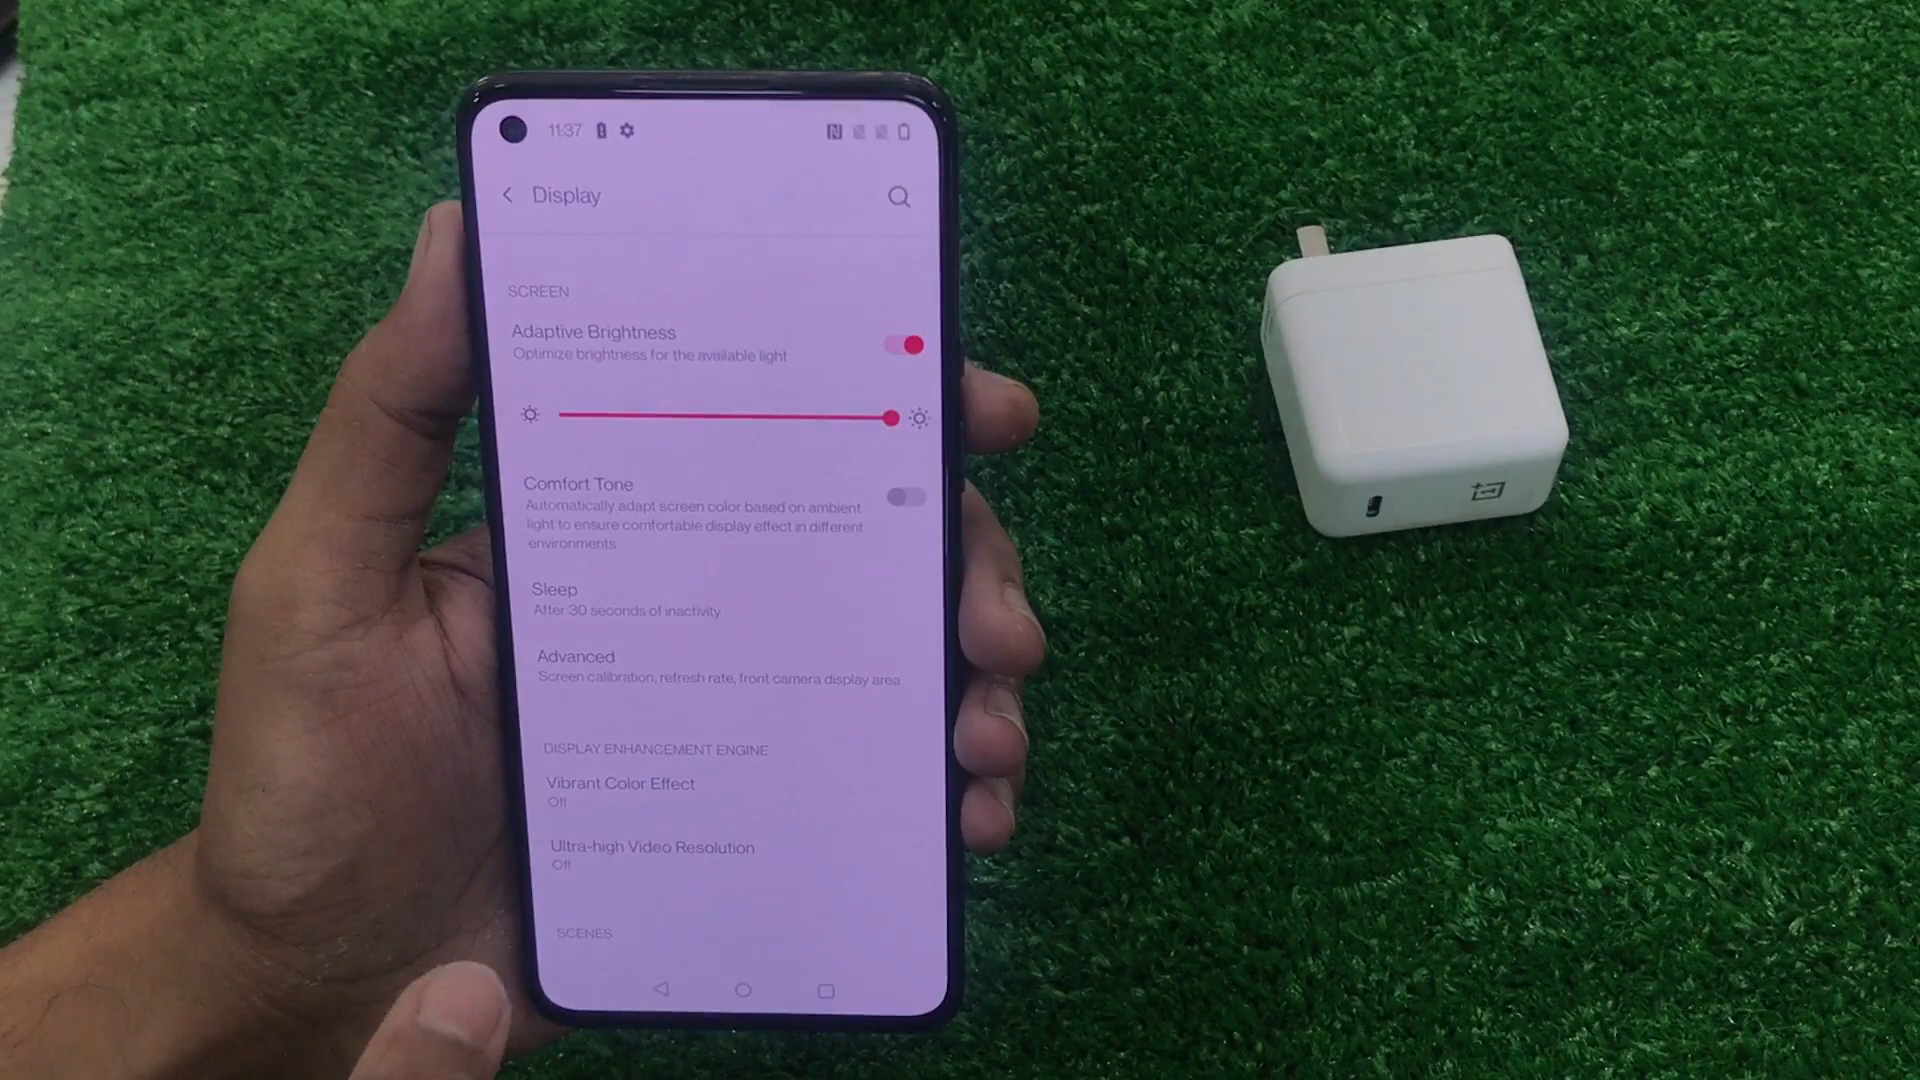 11:37
Display
SCREEN
Adaptive Brightness
Optimize brightness for the available light
Comfort Tone
Automatically adapt screen color based on ambient
light to ensure comfortable display effect in different
environments
Sleep
After 30 seconds of inactivity
Advanced
Screen calibration, refresh rate, front camera display area
DISPLAY ENHANCEMENT ENGINE
Vibrant Color Effect
Off
Ultra-high Video Resolution
Off
SCENES